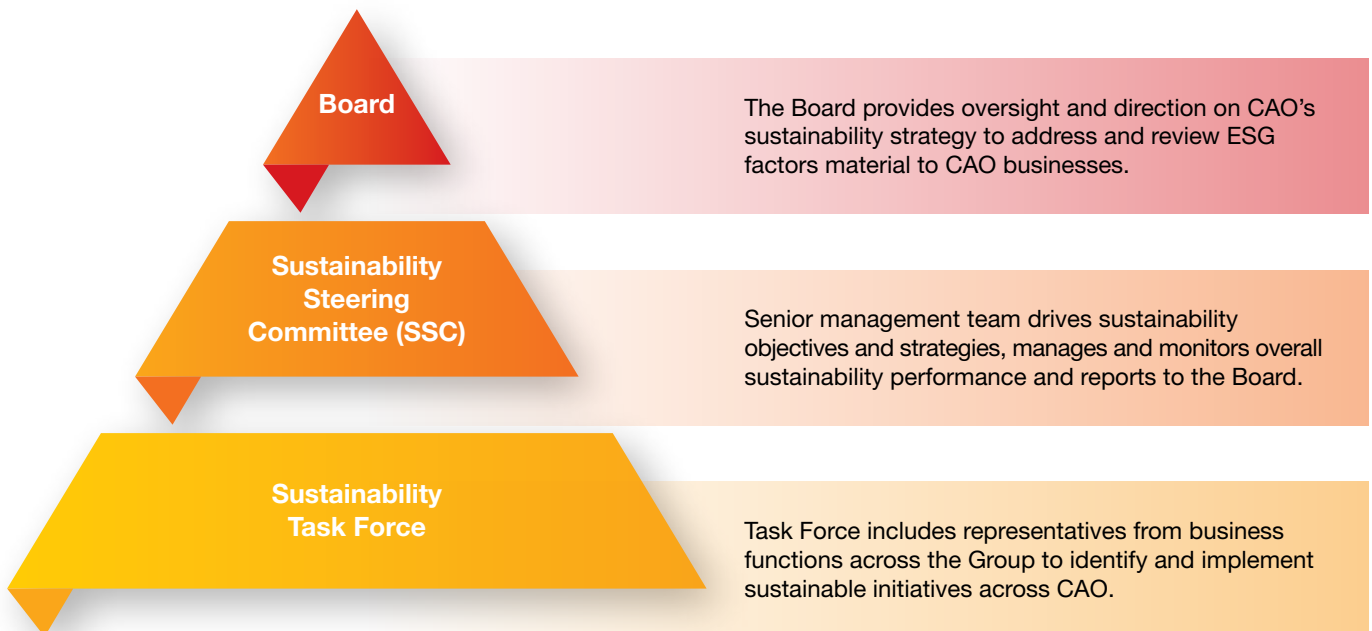 Board
The Board provides oversight and direction on CAO’s
sustainability strategy to address and review ESG
factors material to CAO businesses.
Sustainability
Steering
Committee (SSC)
Senior management team drives sustainability
objectives and strategies, manages and monitors overall
sustainability performance and reports to the Board.
Sustainability
Task Force
Task Force includes representatives from business
functions across the Group to identify and implement
sustainable initiatives across CAO.